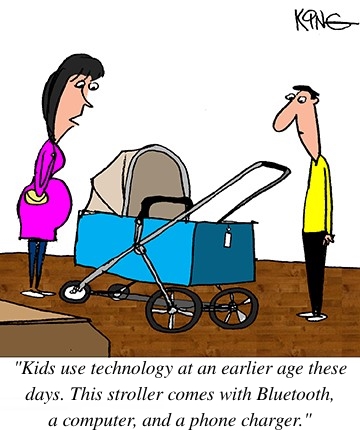 KING
"Kids use technology at an earlier age these
days. This stroller comes with Bluetooth,
a computer, and a phone charger."